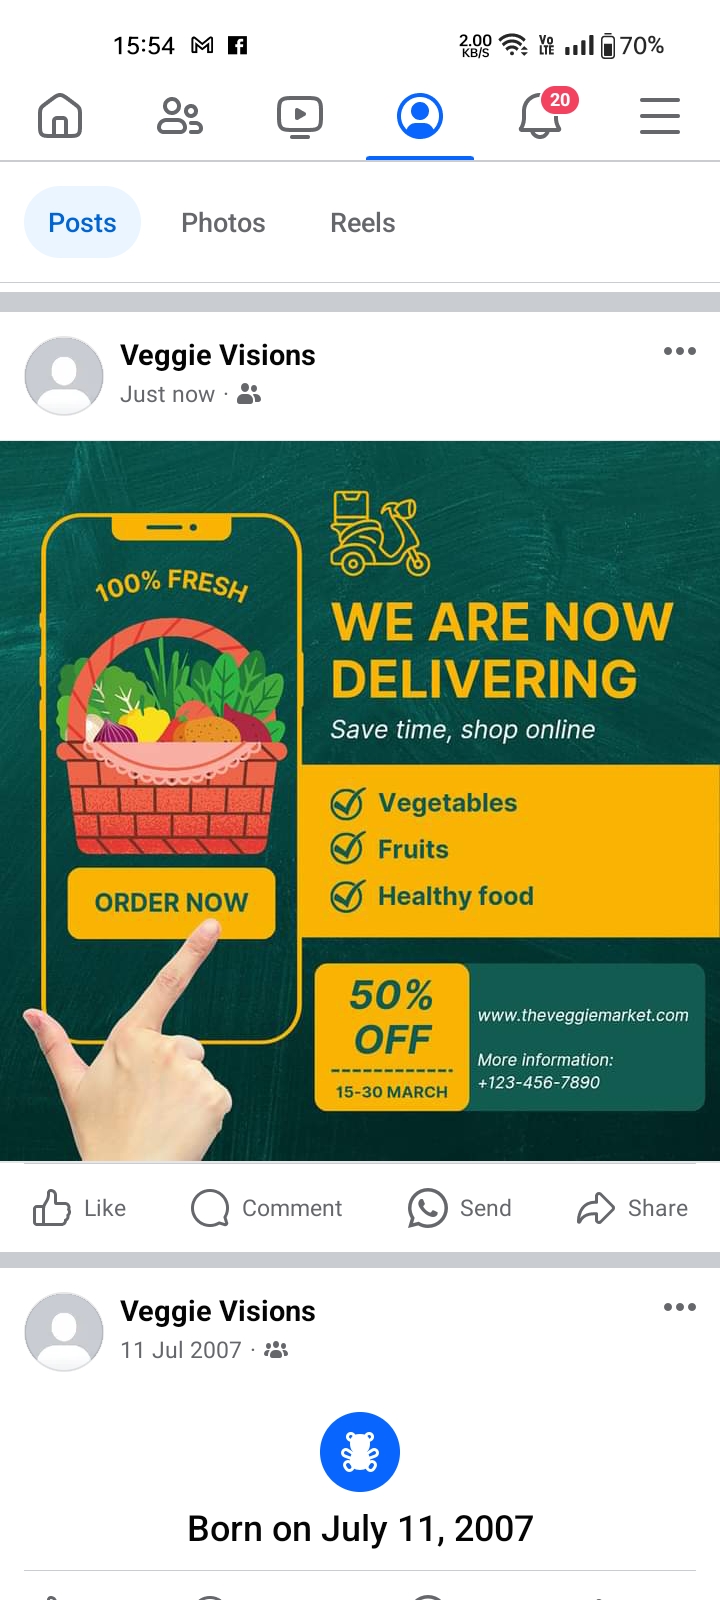 15:54
2.00
KB/S
Vo
LTE
70%
20
Posts Photos Reels
Veggie Visions
Just now ·
100% FRESH
ORDER NOW
WE ARE NOW
DELIVERING
Save time, shop online
Vegetables
Fruits
Healthy food
50%
OFF
15-30 MARCH
www.theveggiemarket.com
More information:
+123-456-7890
Like Comment Send Share
Veggie Visions
11 Jul 2007 ·
Born on July 11, 2007